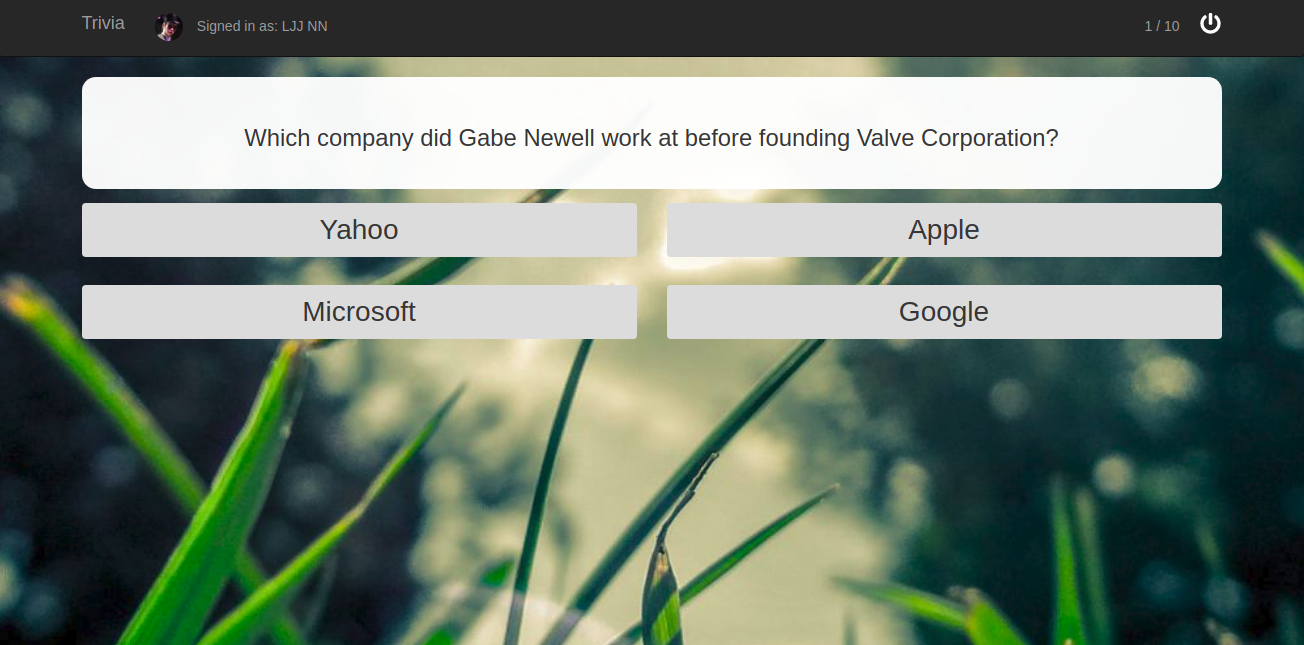 Trivia
Signed in as: LJJ NN
1 / 10
Which company did Gabe Newell work at before founding Valve Corporation?
Yahoo
Apple
Microsoft
Google